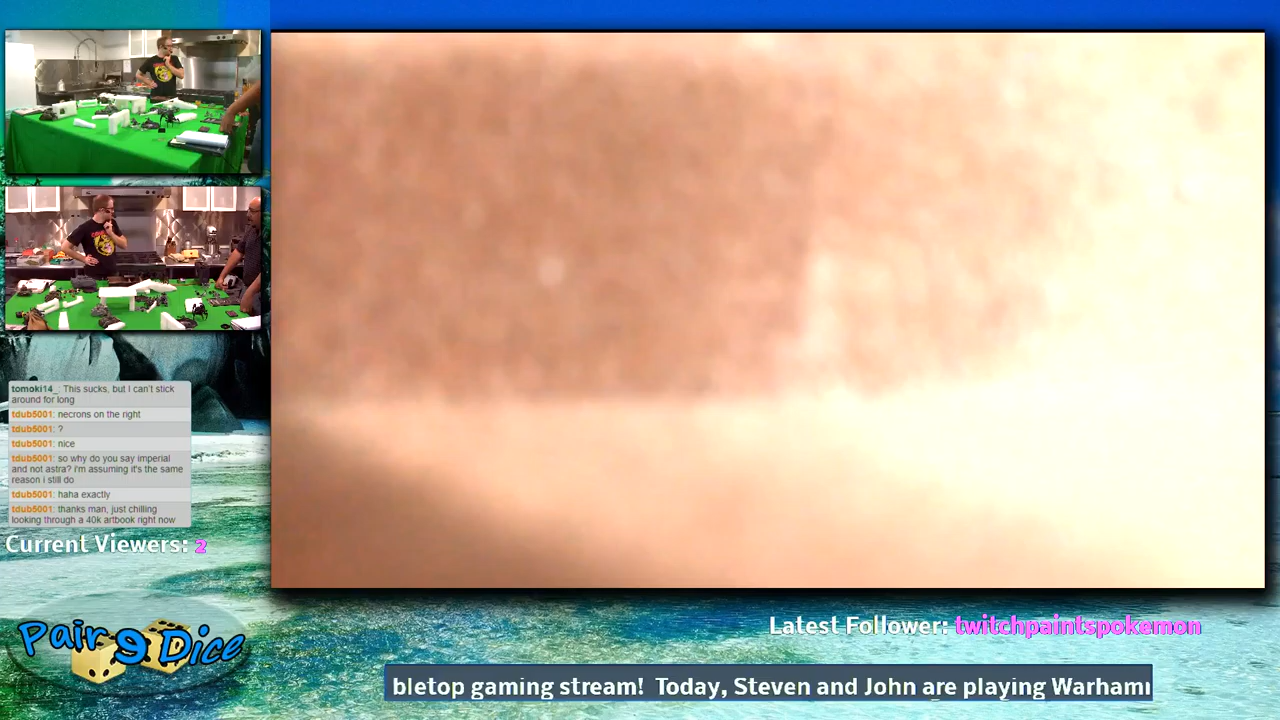 tomoki14_: This sucks, but I can't stick
around for long
tdub5001: necrons on the right
tdub5001: ?
tdub5001: nice
tdub5001: so why do you say imperial
and not astra? i'm assuming it's the same
reason i still do
tdub5001: haha exactly
tdub5001: thanks man, just chilling
looking through a 40k artbook right now
Current Viewers: 2
Pair 9 Dice
Latest Follower: twitchpaintspokemon
bletop gaming stream! Today, Steven and John are playing Warham